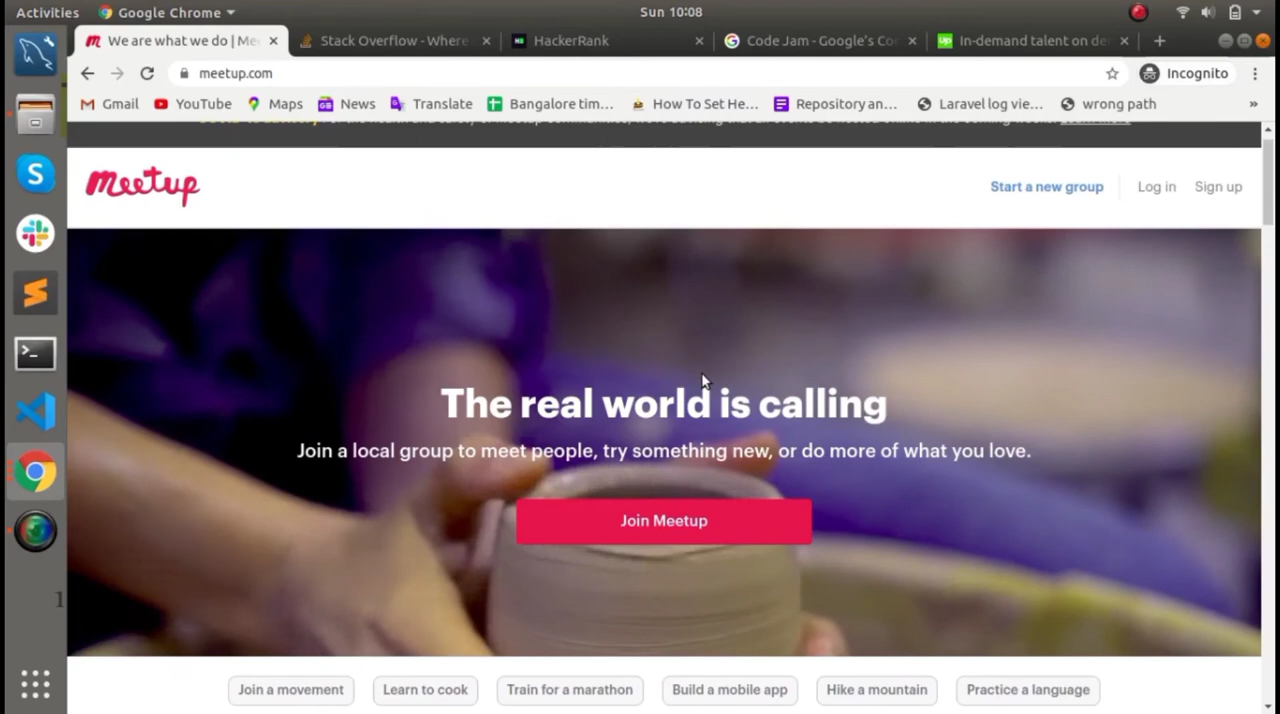 Activities Google Chrome Sun 10:08
We are what we do | Me Stack Overflow - Where HackerRank Code Jam - Google's Co In-demand talent on de
meetup.com Incognito
Gmail YouTube Maps News Translate Bangalore tim... How To Set He... Repository an... Laravel log vie... wrong path »
meetup Start a new group Log in Sign up
The real world is calling
Join a local group to meet people, try something new, or do more of what you love.
Join Meetup
Join a movement Learn to cook Train for a marathon Build a mobile app Hike a mountain Practice a language